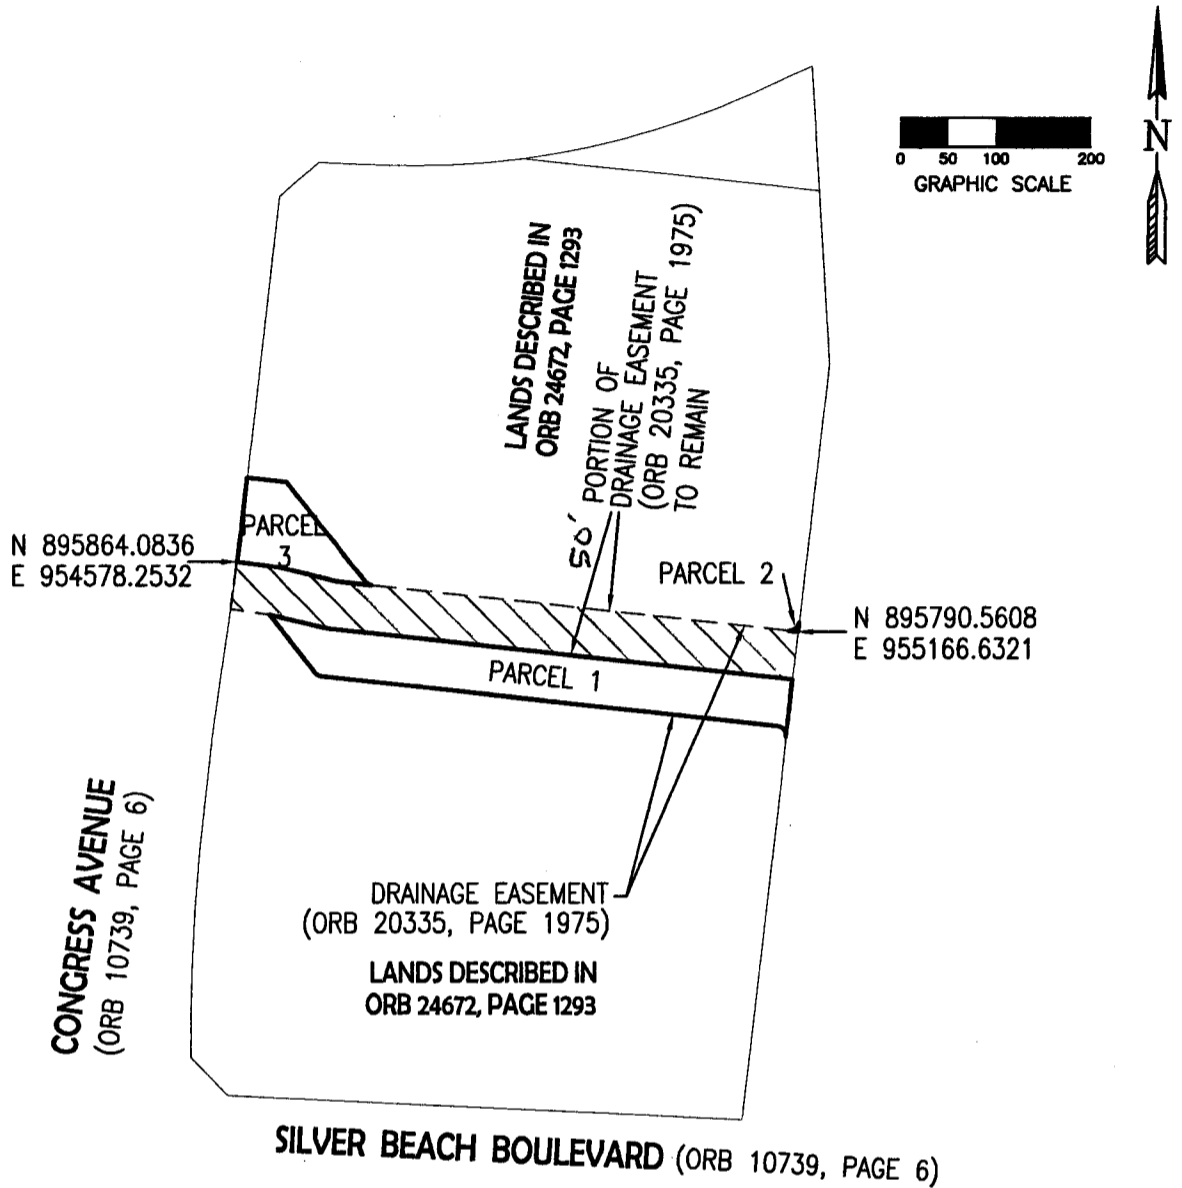 N
0 50 100 200
GRAPHIC SCALE
LANDS DESCRIBED IN
ORB 24672, PAGE 1293
50' PORTION OF
DRAINAGE EASEMENT
(ORB 20335, PAGE 1975)
TO REMAIN
PARCEL
3
N 895864.0836
E 954578.2532
PARCEL 2
N 895790.5608
E 955166.6321
PARCEL 1
CONGRESS AVENUE
(ORB 10739, PAGE 6)
DRAINAGE EASEMENT
(ORB 20335, PAGE 1975)
LANDS DESCRIBED IN
ORB 24672, PAGE 1293
SILVER BEACH BOULEVARD (ORB 10739, PAGE 6)